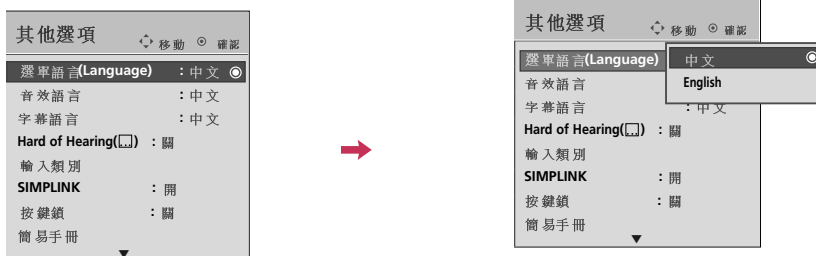 其他選項 移動 確認
選單語言(Language) : 中文
音效語言 : 中文
字幕語言 : 中文
Hard of Hearing( ) : 關
輸入類別
SIMPLINK : 開
按鍵鎖 : 關
簡易手冊
其他選項 移動 確認
選單語言(Language) 中文
English
音效語言
字幕語言 : 中文
Hard of Hearing( ) : 關
輸入類別
SIMPLINK : 開
按鍵鎖 : 關
簡易手冊